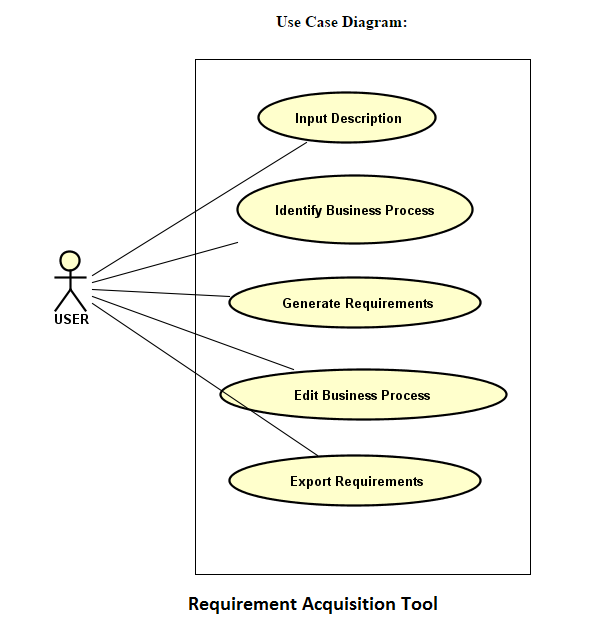 Use Case Diagram:
Input Description
Identify Business Process
Generate Requirements
USER
Edit Business Process
Export Requirements
Requirement Acquisition Tool